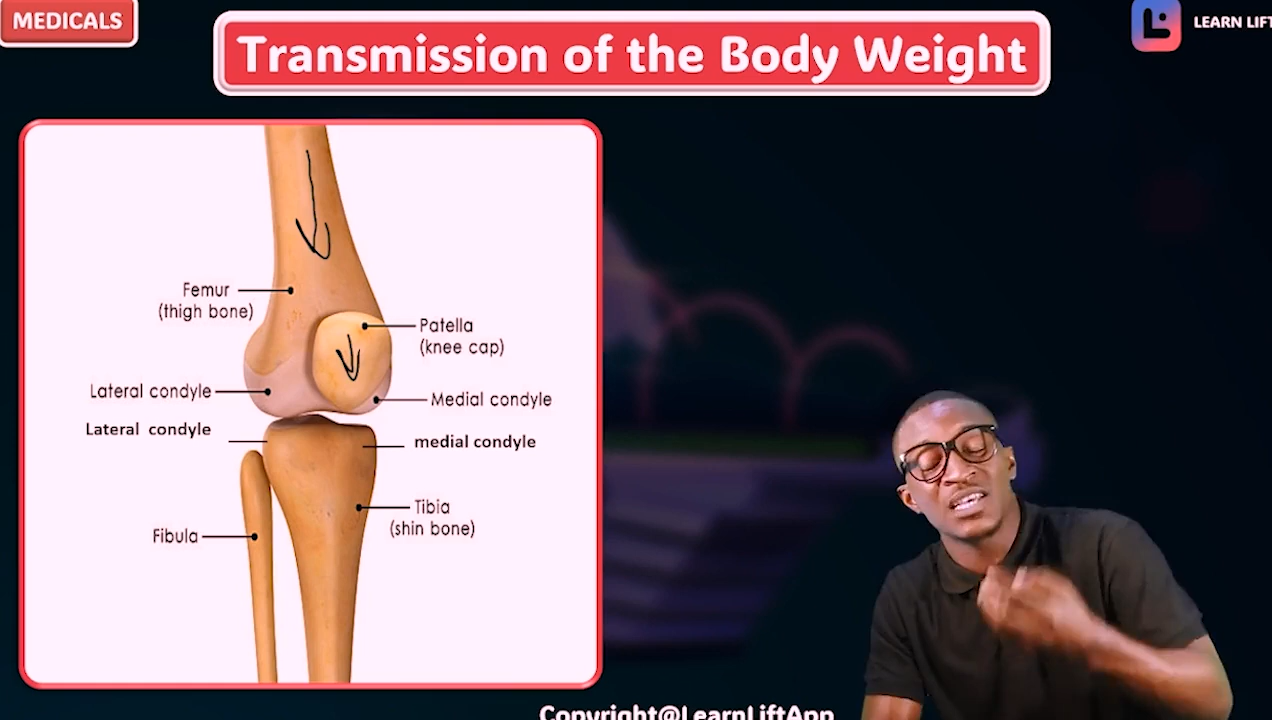 MEDICALS
LEARN LIFT
Transmission of the Body Weight
Femur
(thigh bone)
Patella
(knee cap)
Lateral condyle
Medial condyle
Lateral condyle
medial condyle
Tibia
(shin bone)
Fibula
Copyright@LearnLiftApp